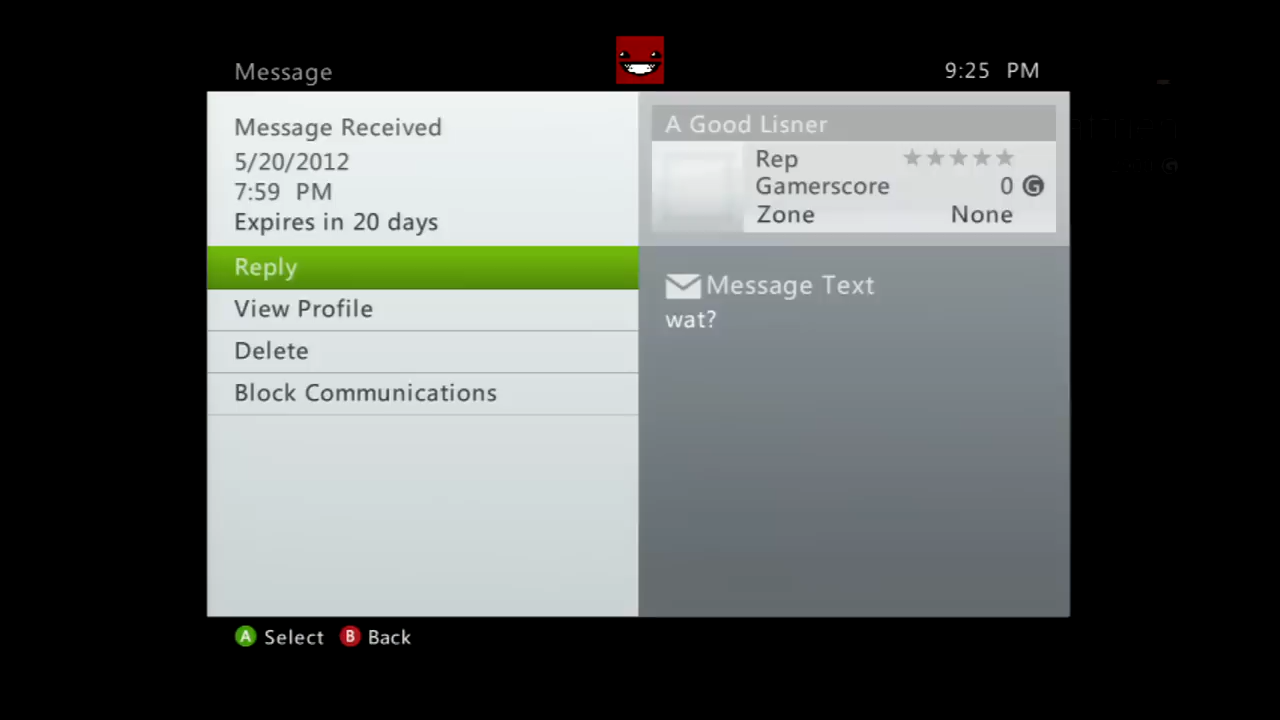 Message
9:25 PM
Message Received
5/20/2012
7:59 PM
Expires in 20 days
Reply
View Profile
Delete
Block Communications
A Good Lisner
Rep
Gamerscore 0 G
Zone None
Message Text
wat?
A Select B Back